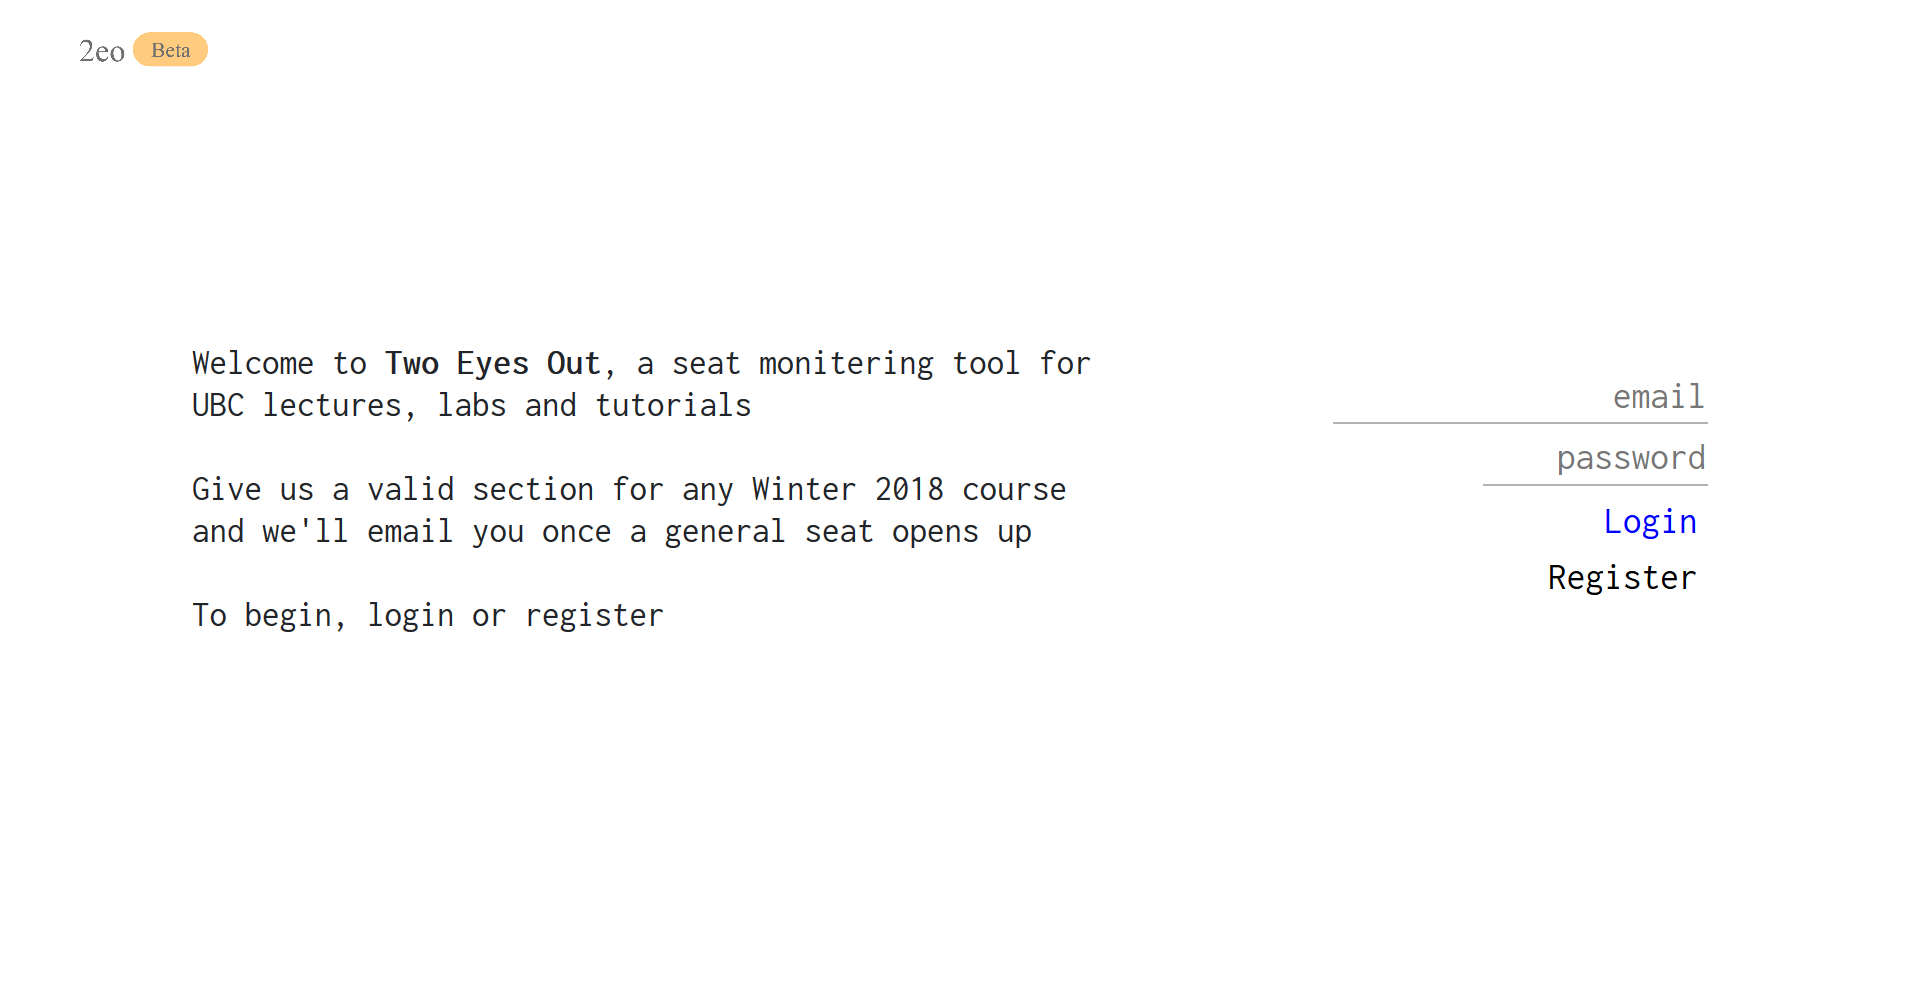 2eo Beta
Welcome to Two Eyes Out, a seat monitering tool for
UBC lectures, labs and tutorials
Give us a valid section for any Winter 2018 course
and we'll email you once a general seat opens up
To begin, login or register
email
password
Login
Register